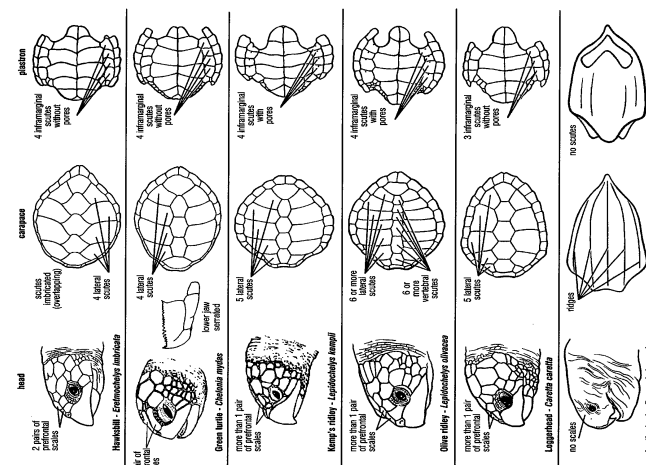 head
carapace
plastron
2 pairs of
prefrontal
scales
scutes
imbricated
(overlapping)
4 lateral
scutes
4 inframarginal
scutes
without
pores
Hawksbill - Eretmochelys imbricata
lower jaw
serrated
4 lateral
scutes
4 inframarginal
scutes
without
pores
Green turtle - Chelonia mydas
more than 1 pair
of prefrontal
scales
5 lateral
scutes
4 inframarginal
scutes
with
pores
Kemp's ridley - Lepidochelys kempii
more than 1 pair
of prefrontal
scales
6 or more
lateral
scutes
6 or
more
vertebral
scutes
4 inframarginal
scutes
with
pores
Olive ridley - Lepidochelys olivacea
more than 1 pair
of prefrontal
scales
5 lateral
scutes
3 inframarginal
scutes
without
pores
Loggerhead - Caretta caretta
no scales
ridges
no scutes